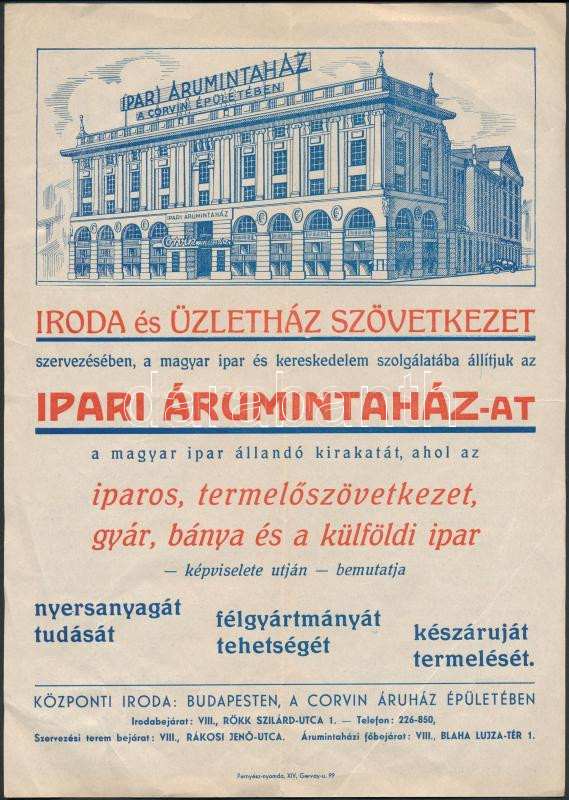 IPARI ÁRUMINTAHÁZ
A CORVIN ÉPÜLETÉBEN
IPARI ÁRUMINTAHÁZ
Corvin
IRODA és ÜZLETHÁZ SZÖVETKEZET
szervezésében, a magyar ipar és kereskedelem szolgálatába állítjuk az
IPARI ÁRUMINTAHÁZ-AT
darabanth
a magyar ipar állandó kirakatát, ahol az
iparos, termelőszövetkezet,
gyár, bánya és a külföldi ipar
— képviselete utján — bemutatja
nyersanyagát
tudását
félgyártmányát
tehetségét
készáruját
termelését.
KÖZPONTI IRODA: BUDAPESTEN, A CORVIN ÁRUHÁZ ÉPÜLETÉBEN
Irodabejárat: VIII., RÖKK SZILÁRD-UTCA 1. — Telefon: 226-850,
Szervezési terem bejárat: VIII., RÁKOSI JENŐ-UTCA. Árumintaházi főbejárat: VIII., BLAHA LUJZA-TÉR 1.
Fernyész-nyomda, XIV, Gervay-u. 99